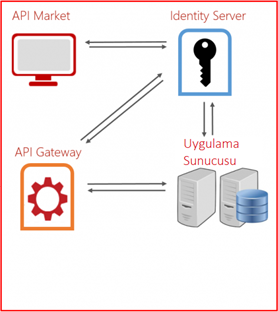 API Market
Identity Server
API Gateway
Uygulama
Sunucusu